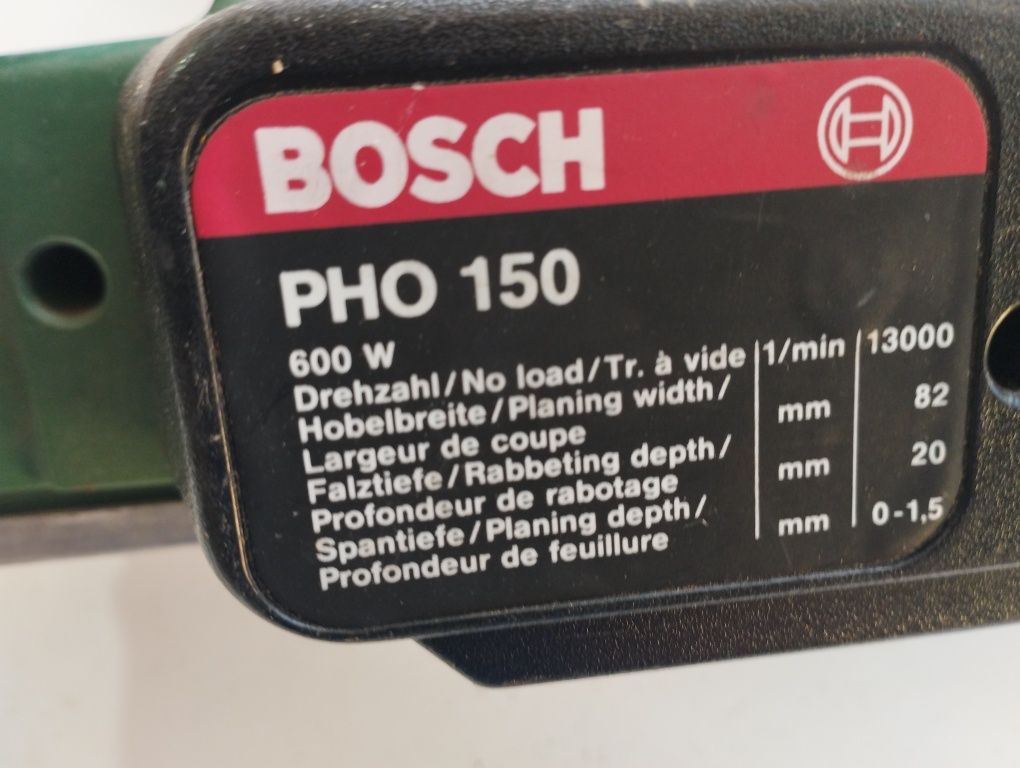 BOSCH
PHO 150
600 W
Drehzahl/No load/Tr. à vide 1/min 13000
Hobelbreite/Planing width/
Largeur de coupe mm 82
Falztiefe/Rabbeting depth/
Profondeur de rabotage mm 20
Spantiefe/Planing depth/
Profondeur de feuillure mm 0-1,5